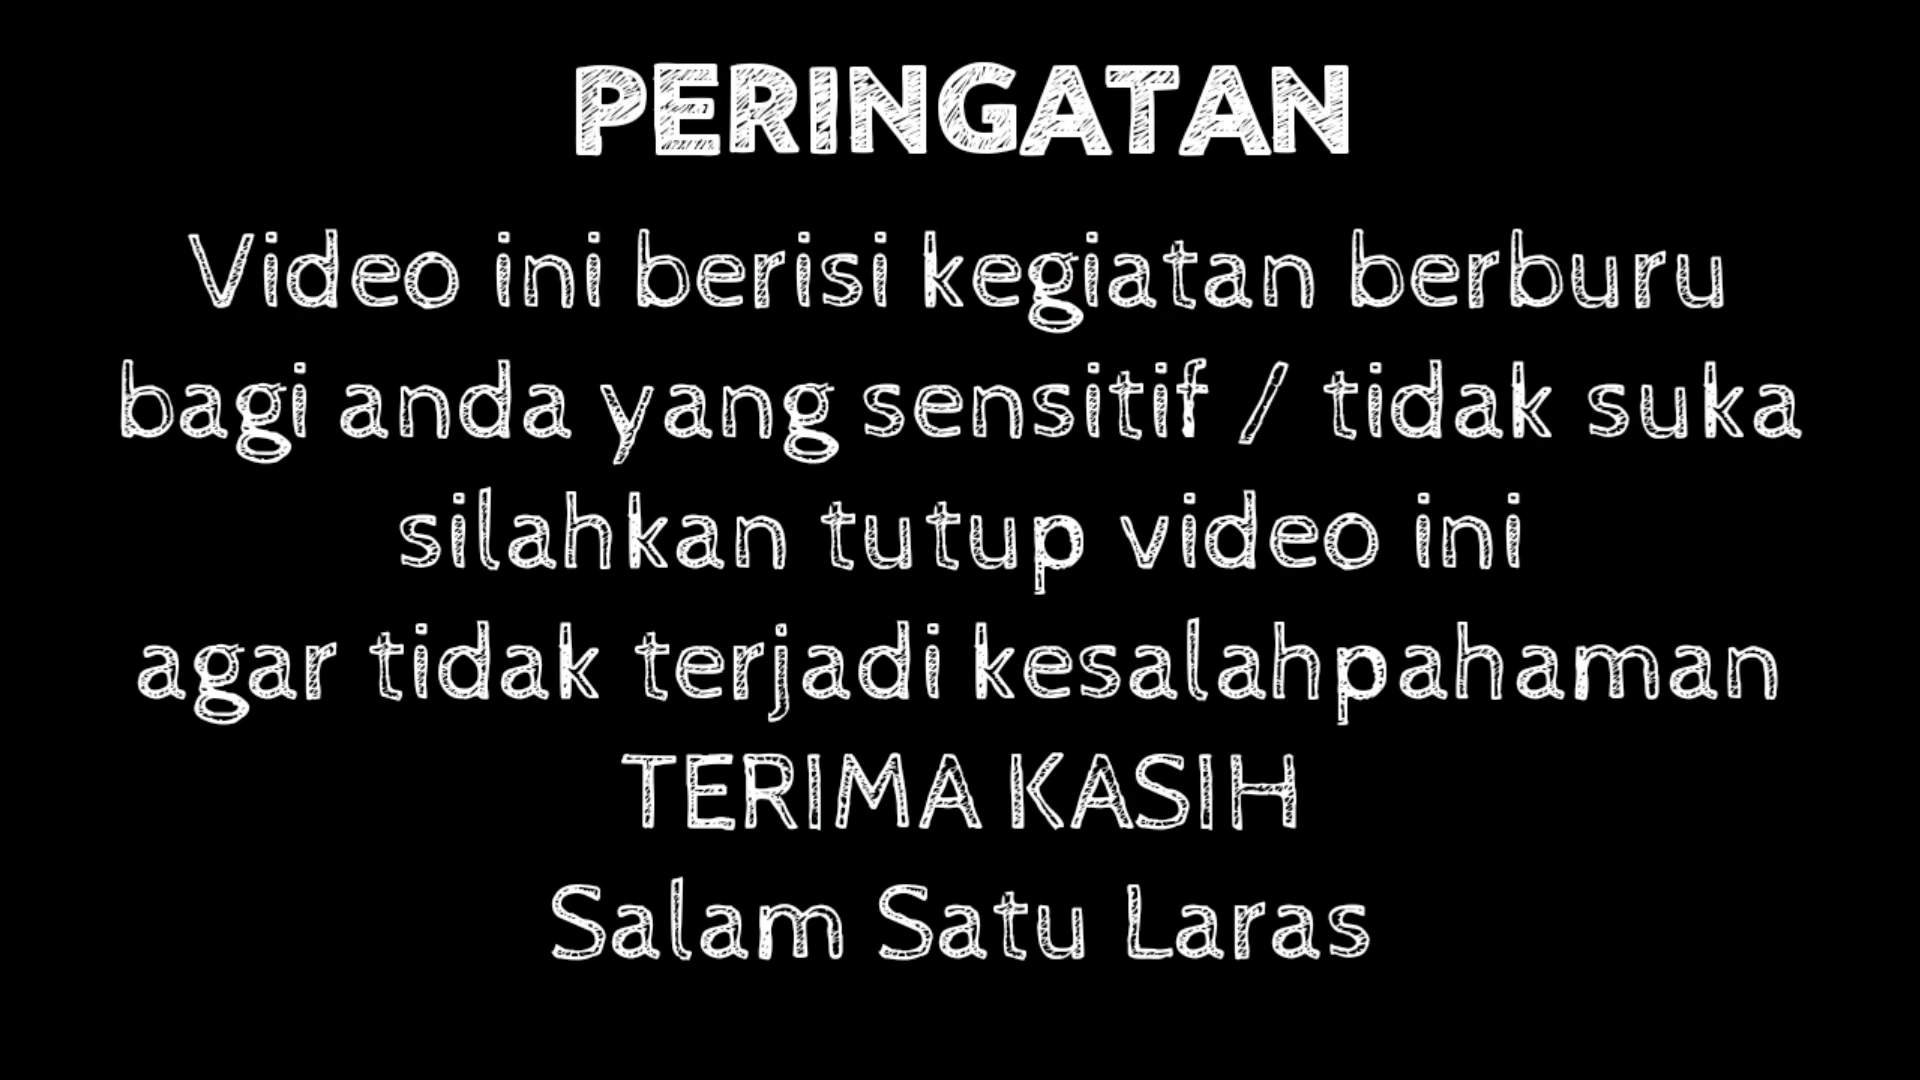 PERINGATAN
Video ini berisi kegiatan berburu
bagi anda yang sensitif / tidak suka
silahkan tutup video ini
agar tidak terjadi kesalahpahaman
TERIMA KASIH
Salam Satu Laras